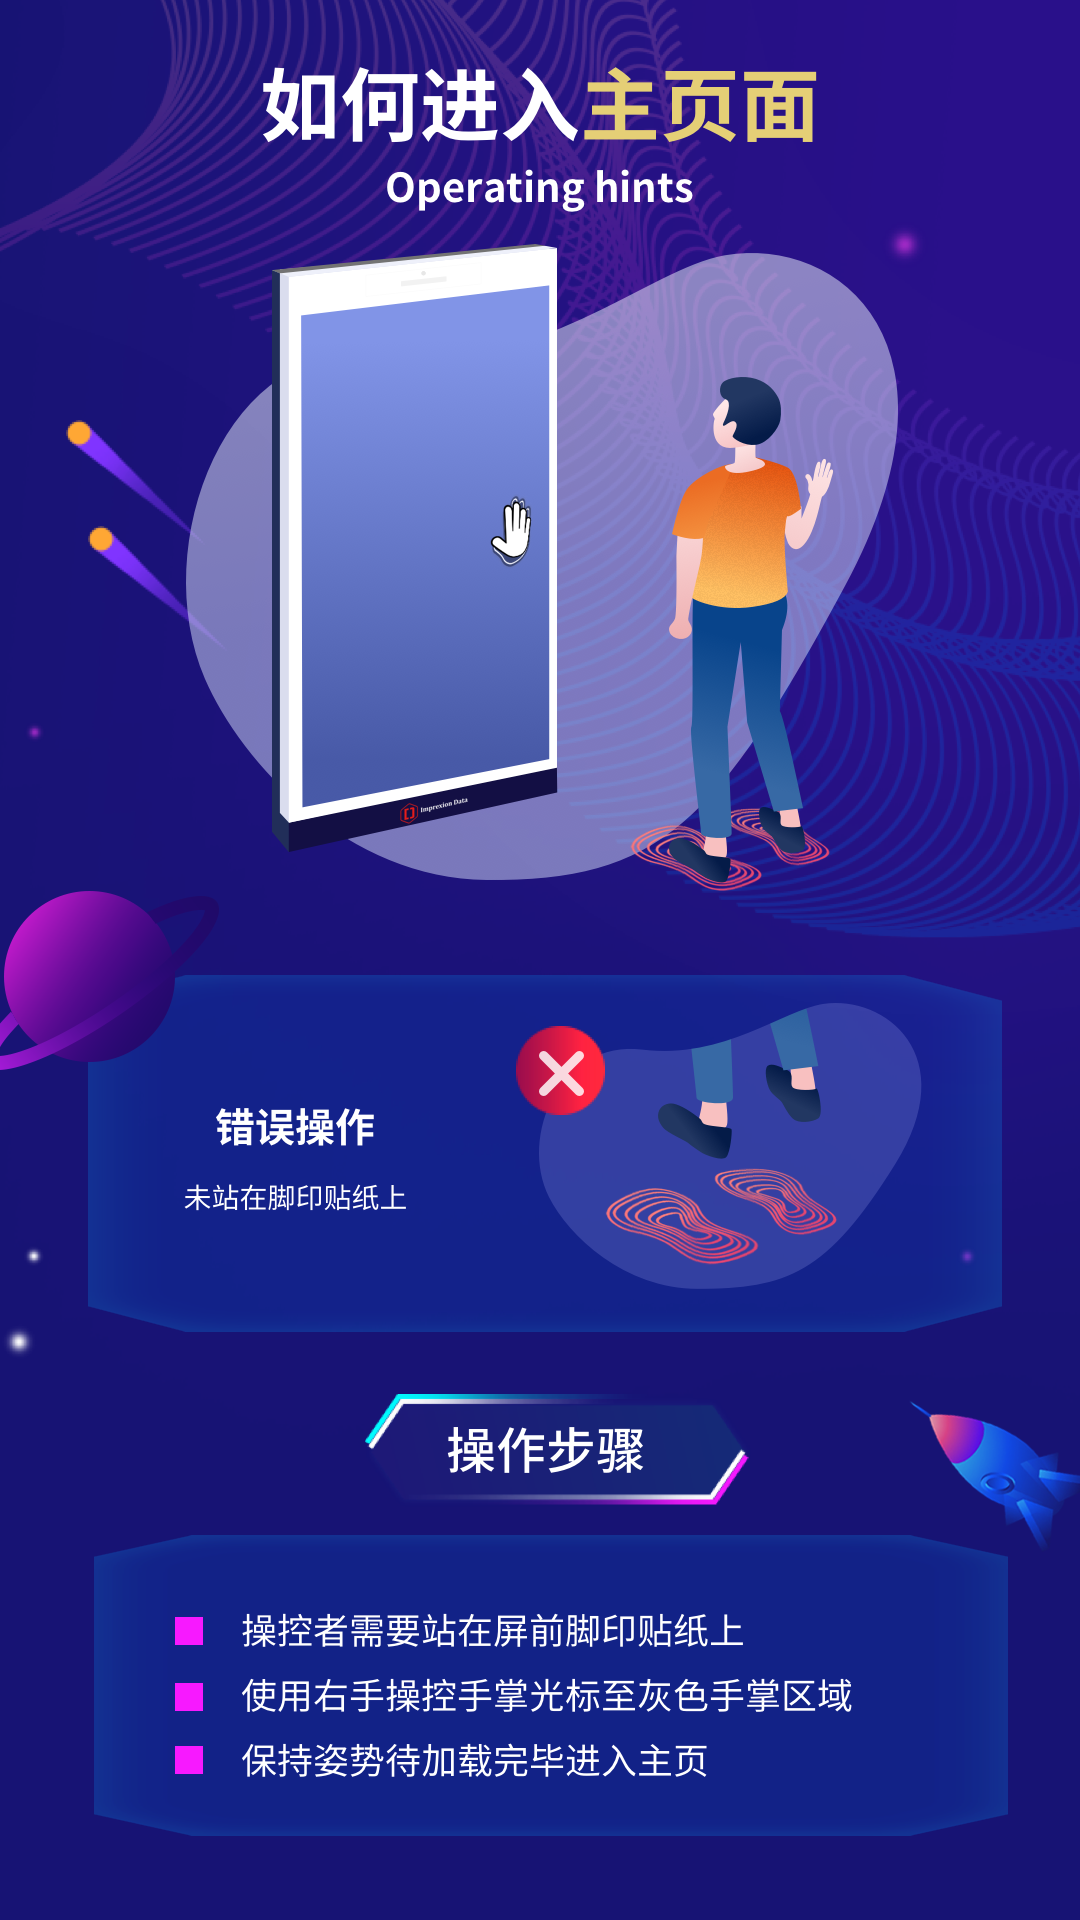 如何进入主页面
Operating hints
Imprexion Data
错误操作
未站在脚印贴纸上
操作步骤
操控者需要站在屏前脚印贴纸上
使用右手操控手掌光标至灰色手掌区域
保持姿势待加载完毕进入主页